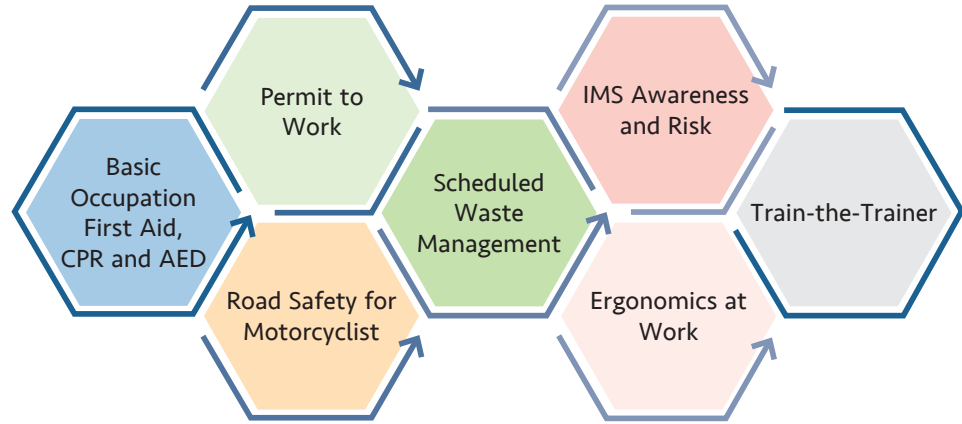 Basic
Occupation
First Aid,
CPR and AED
Permit to
Work
Road Safety for
Motorcyclist
Scheduled
Waste
Management
IMS Awareness
and Risk
Ergonomics at
Work
Train-the-Trainer